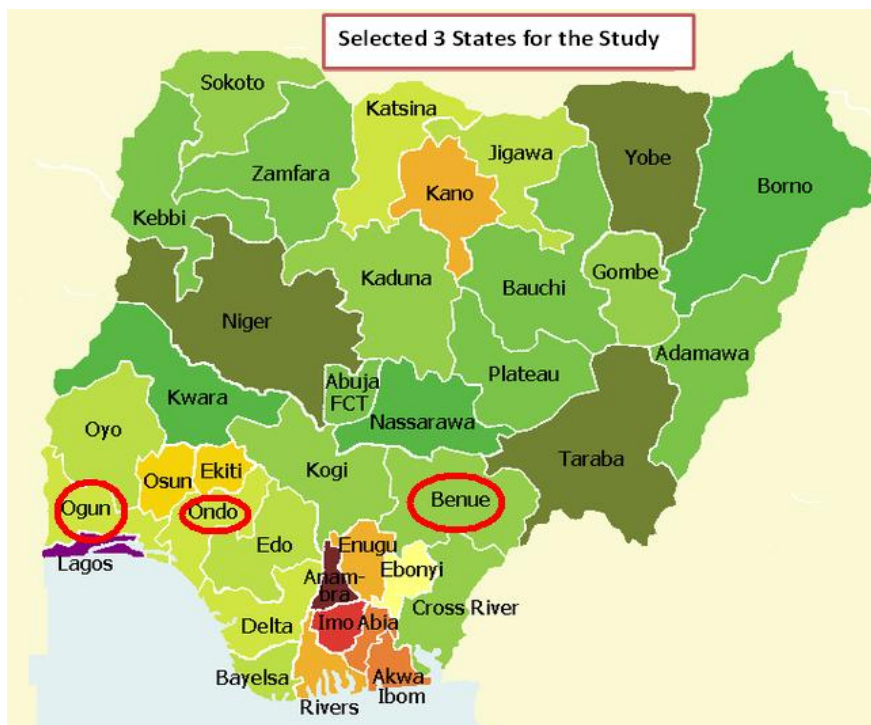 Selected 3 States for the Study
Sokoto
Katsina
Jigawa
Yobe
Zamfara
Kano
Borno
Kebbi
Kaduna
Gombe
Bauchi
Niger
Adamawa
Plateau
Abuja
FCT
Kwara
Nassarawa
Oyo
Taraba
Kogi
Osun
Ekiti
Benue
Ogun
Ondo
Edo
Enugu
Lagos
Ebonyi
Anam-
bra
Cross River
Delta
Imo
Abia
Bayelsa
Akwa
Ibom
Rivers